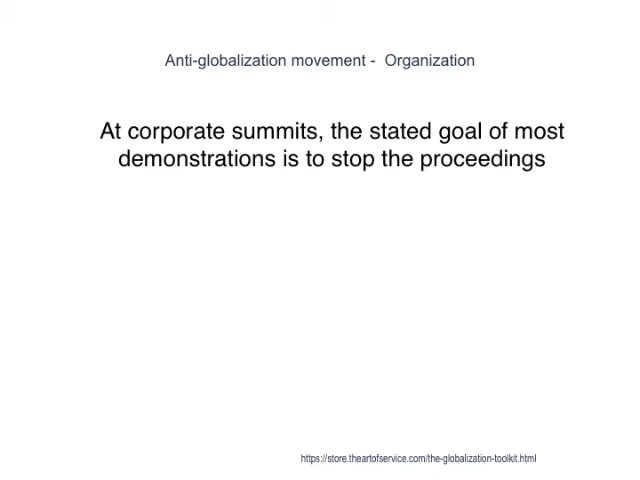 Anti-globalization movement -  Organization
At corporate summits, the stated goal of most
demonstrations is to stop the proceedings
https://store.theartofservice.com/the-globalization-toolkit.html